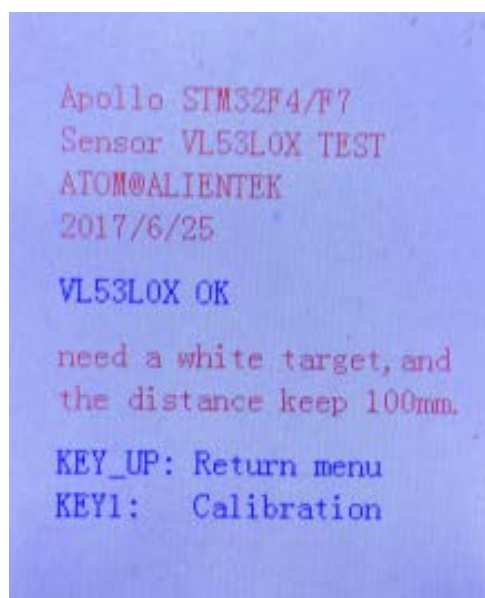 Apollo STM32F4/F7
Sensor VL53L0X TEST
ATOM@ALIENTEK
2017/6/25
VL53L0X OK
need a white target,and
the distance keep 100mm.
KEY_UP: Return menu
KEY1: Calibration